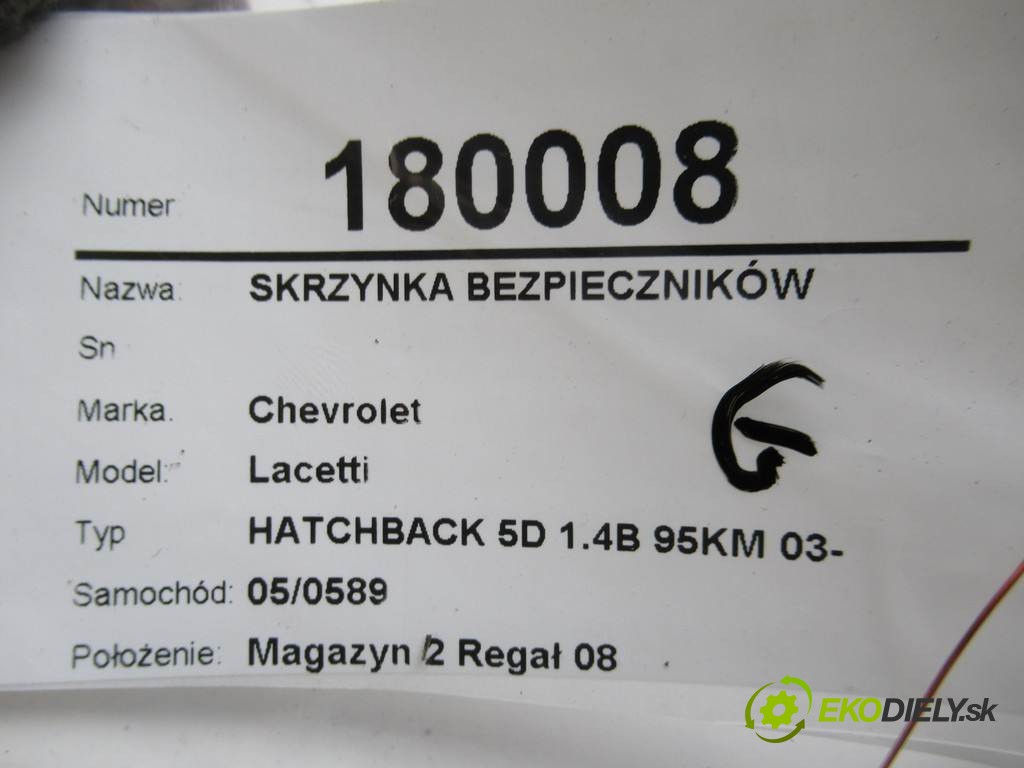 Numer 180008
Nazwa: SKRZYNKA BEZPIECZNIKÓW
Sn
Marka. Chevrolet
G
Model: Lacetti
Typ HATCHBACK 5D 1.4B 95KM 03-
Samochód: 05/0589
Położenie: Magazyn 2 Regał 08
EKODIELY.sk